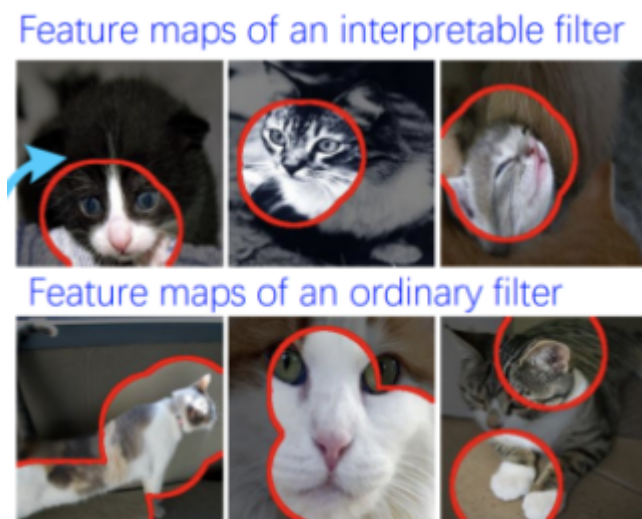 Feature maps of an interpretable filter
Feature maps of an ordinary filter